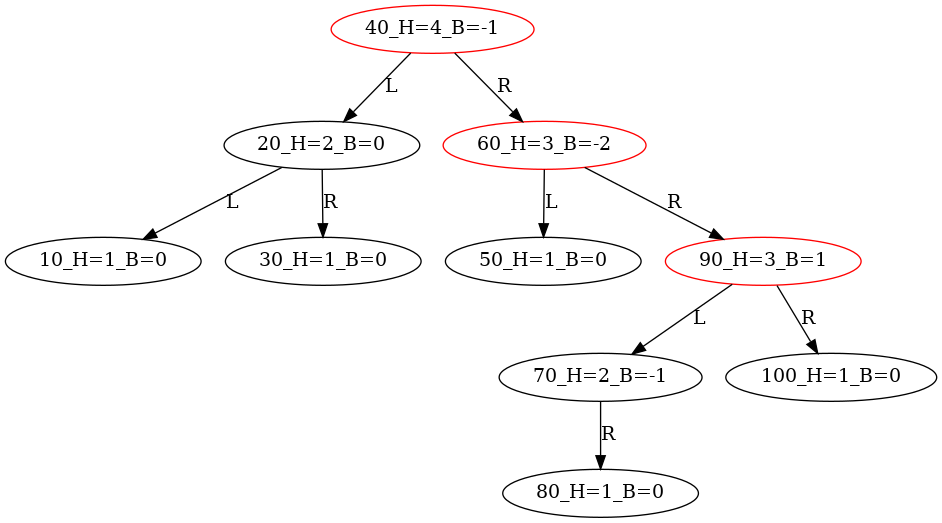 40_H=4_B=-1
L
R
20_H=2_B=0
60_H=3_B=-2
L
R
L
R
10_H=1_B=0
30_H=1_B=0
50_H=1_B=0
90_H=3_B=1
L
R
70_H=2_B=-1
100_H=1_B=0
R
80_H=1_B=0